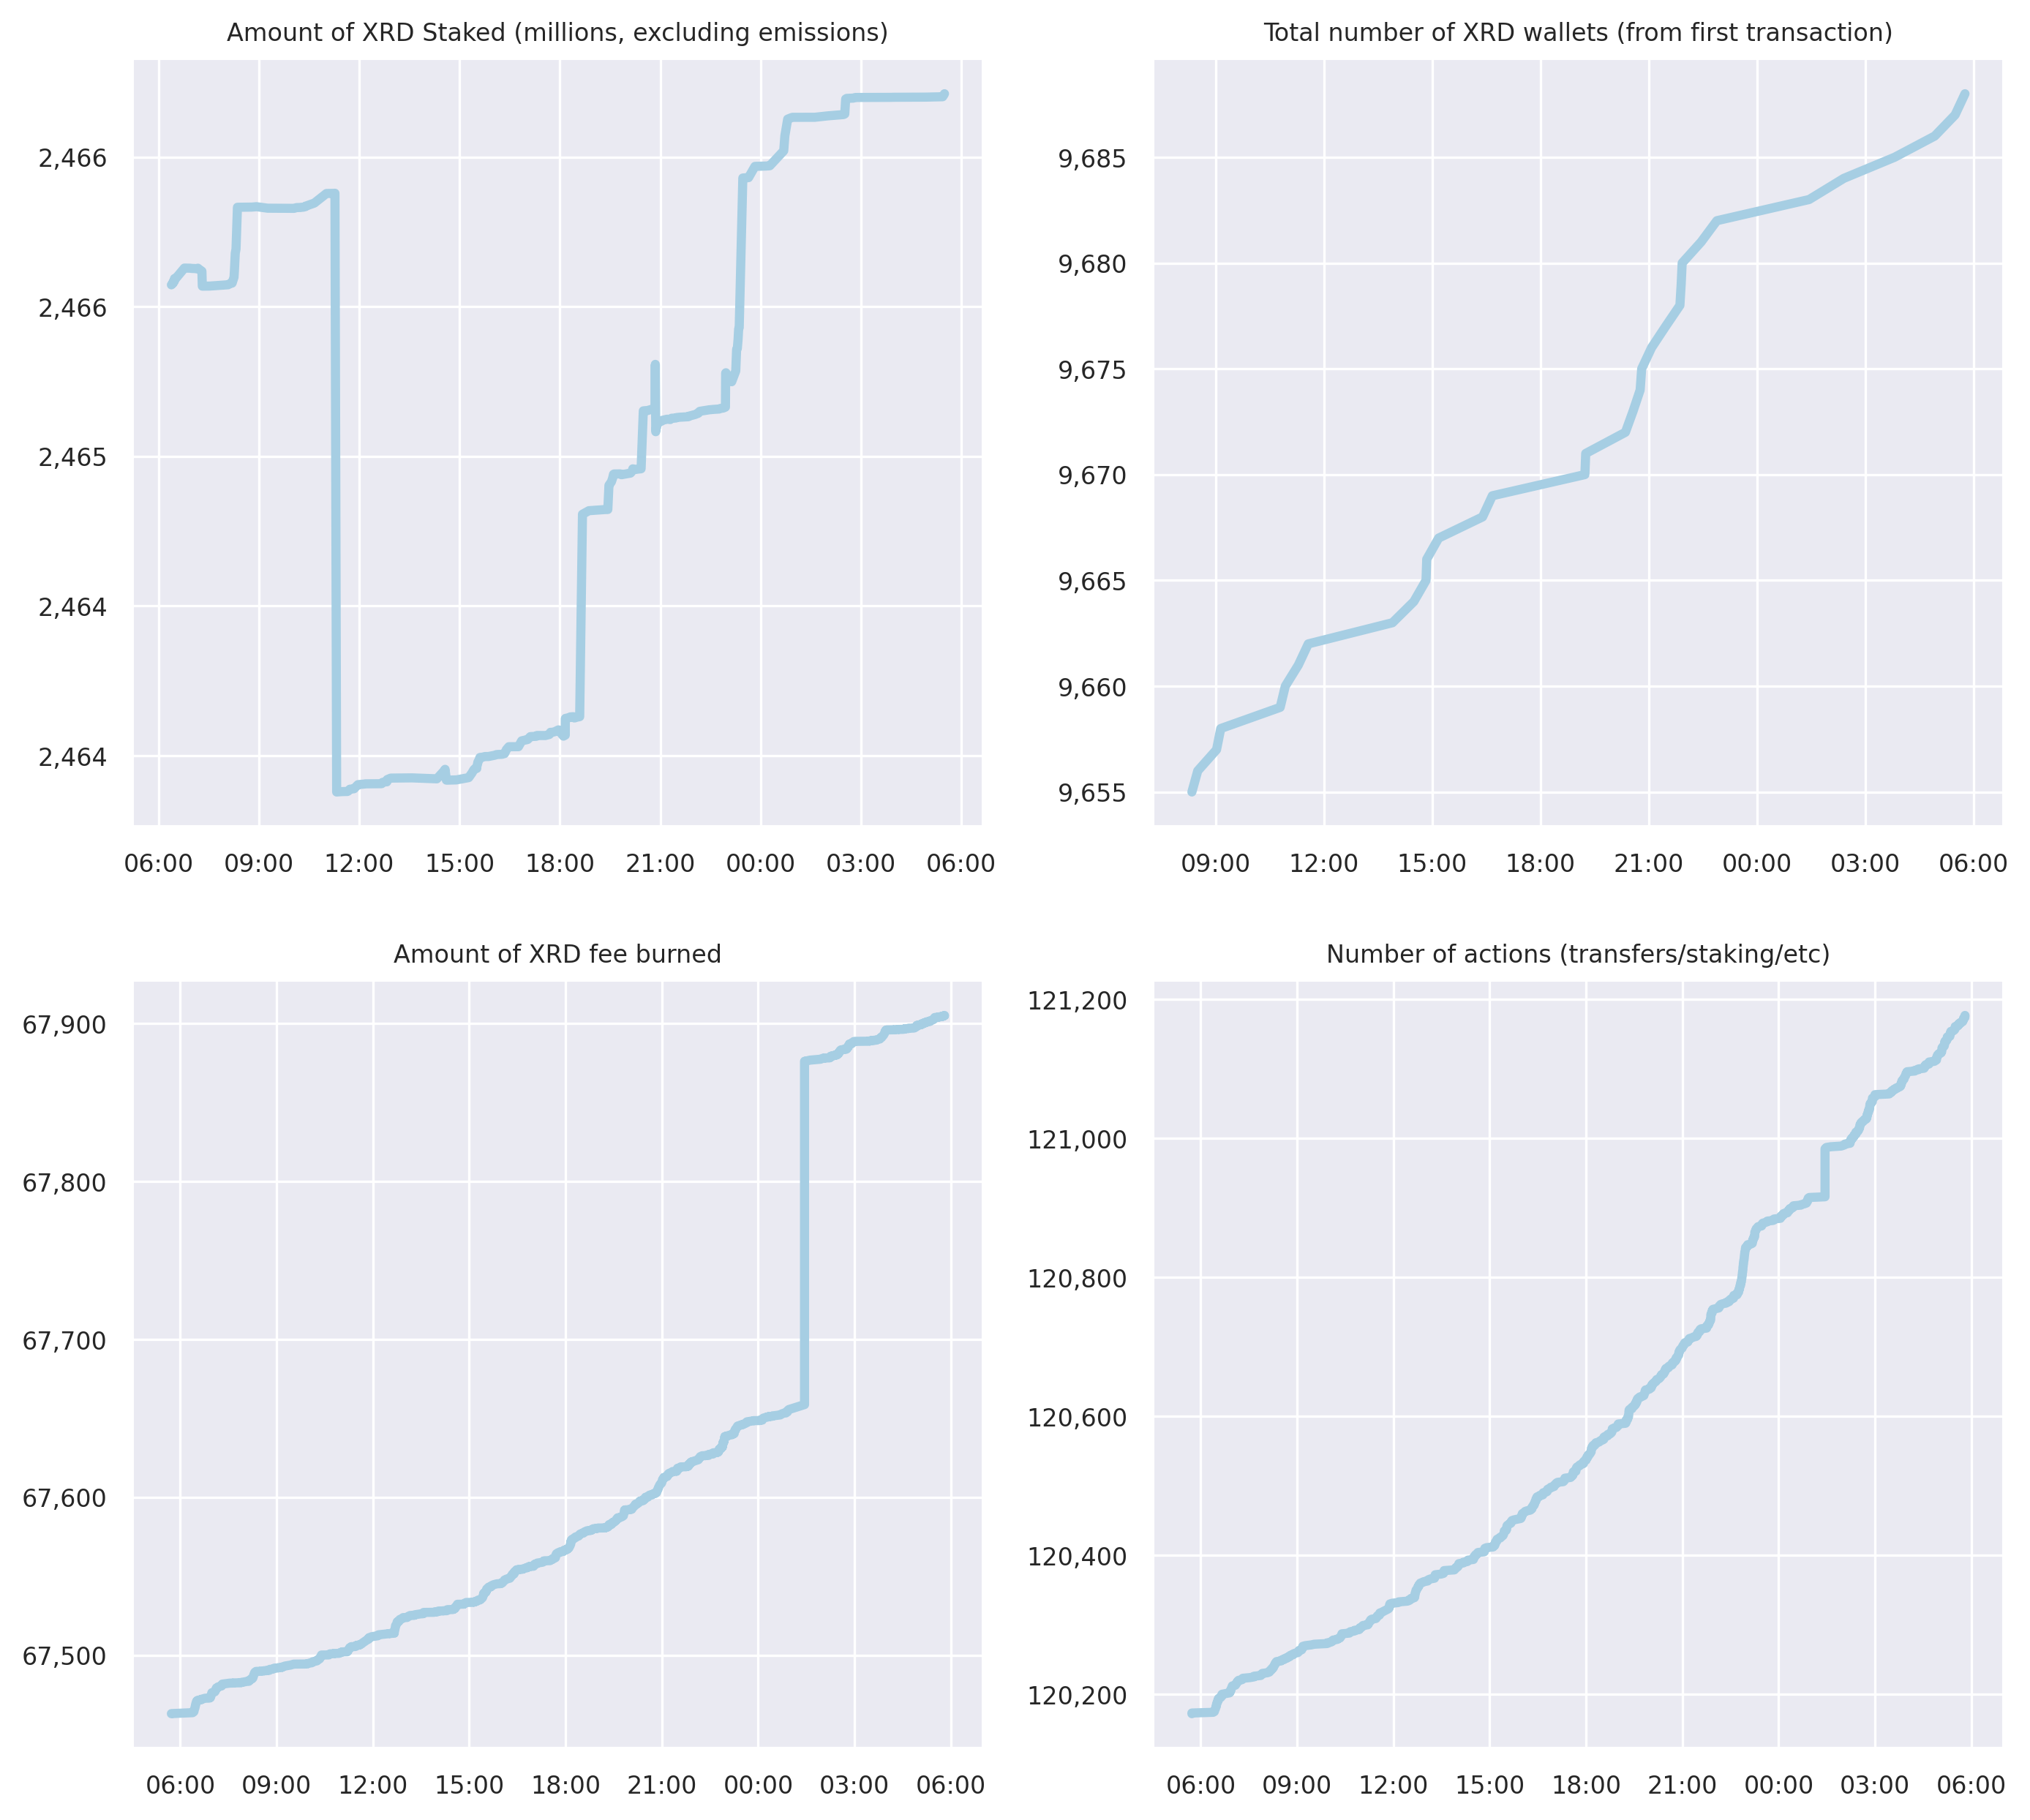 Amount of XRD Staked (millions, excluding emissions)
2,466
2,466
2,465
2,464
2,464
06:00 09:00 12:00 15:00 18:00 21:00 00:00 03:00 06:00
Total number of XRD wallets (from first transaction)
9,685
9,680
9,675
9,670
9,665
9,660
9,655
09:00 12:00 15:00 18:00 21:00 00:00 03:00 06:00
Amount of XRD fee burned
67,900
67,800
67,700
67,600
67,500
06:00 09:00 12:00 15:00 18:00 21:00 00:00 03:00 06:00
Number of actions (transfers/staking/etc)
121,200
121,000
120,800
120,600
120,400
120,200
06:00 09:00 12:00 15:00 18:00 21:00 00:00 03:00 06:00